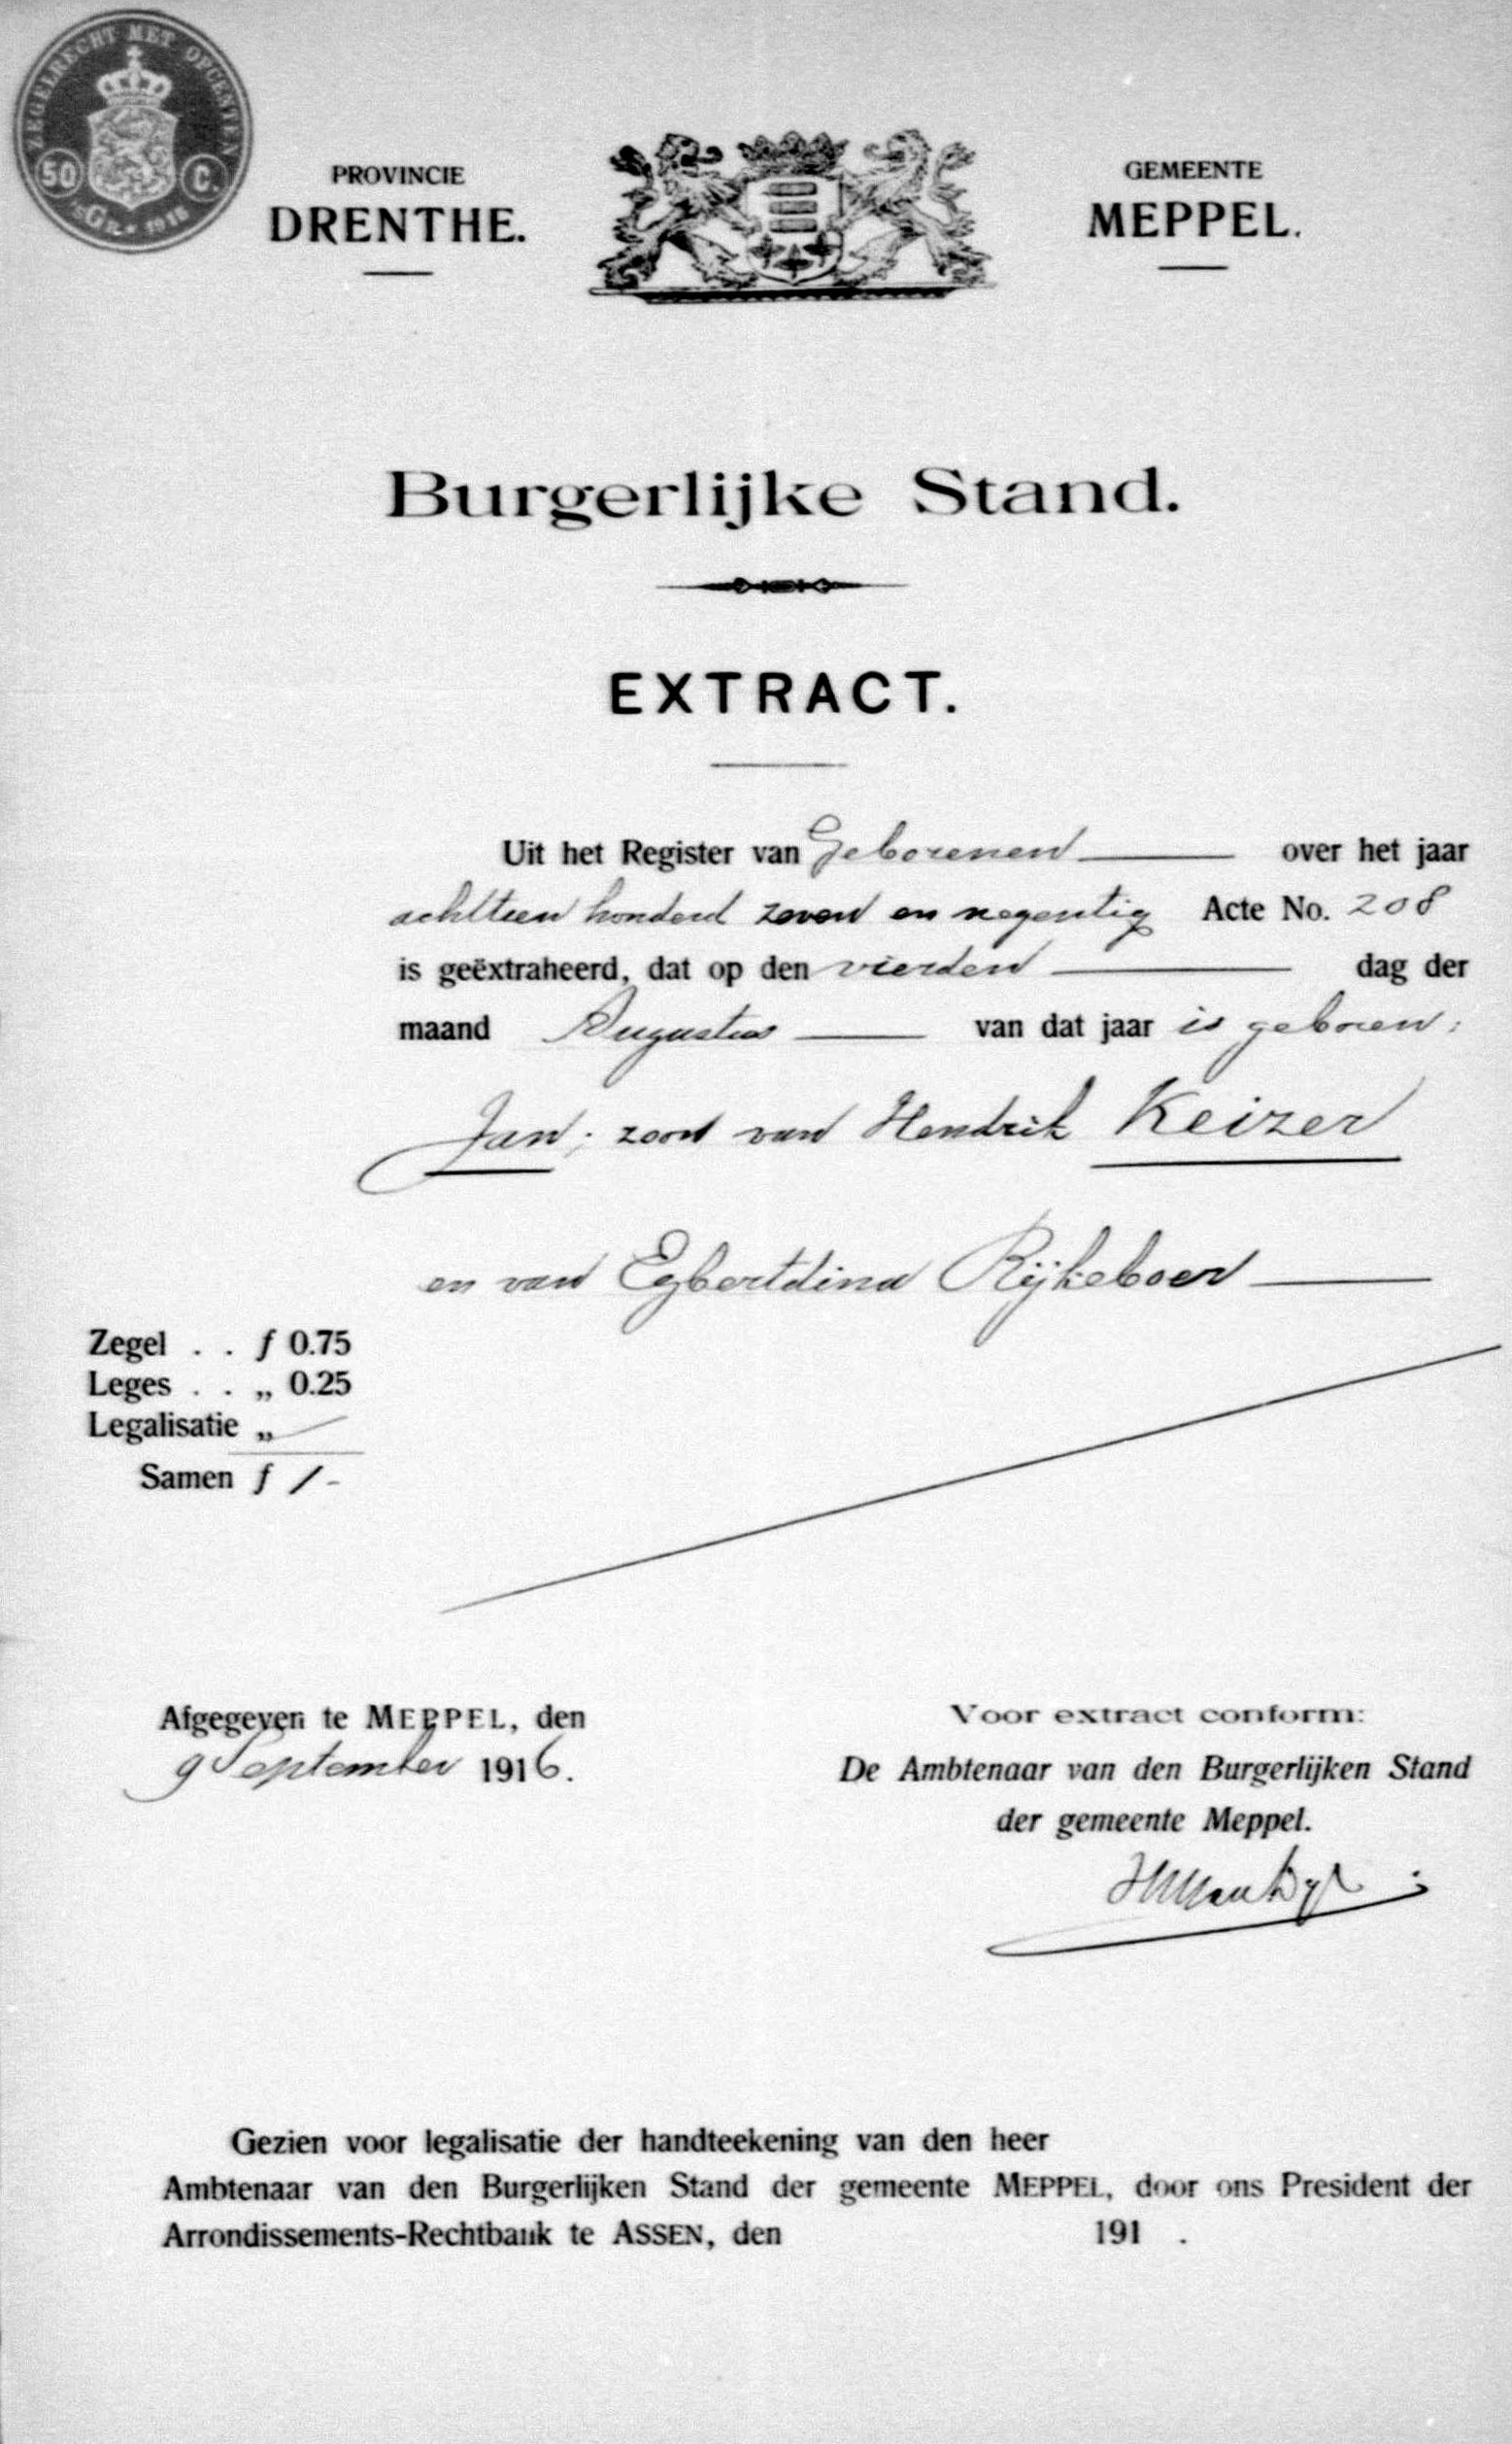 ZEGELRECHT MET OPCENTEN
50 C.
1916
PROVINCIE
DRENTHE.
GEMEENTE
MEPPEL.
Burgerlijke Stand.
EXTRACT.
Uit het Register van Geborenen over het jaar
achttien honderd zeven en negentig Acte No. 208
is geëxtraheerd, dat op den vierden dag der
maand Augustus van dat jaar is geboren:
Jan; zoon van Hendrik Keizer
en van Egbertdina Rijkeboer
Zegel . . f 0.75
Leges . . „ 0.25
Legalisatie „ —
Samen f 1-
Afgegeven te MEPPEL, den
9 September 1916.
Voor extract conform:
De Ambtenaar van den Burgerlijken Stand
der gemeente Meppel.
Gezien voor legalisatie der handteekening van den heer
Ambtenaar van den Burgerlijken Stand der gemeente MEPPEL, door ons President der
Arrondissements-Rechtbank te ASSEN, den 191 .